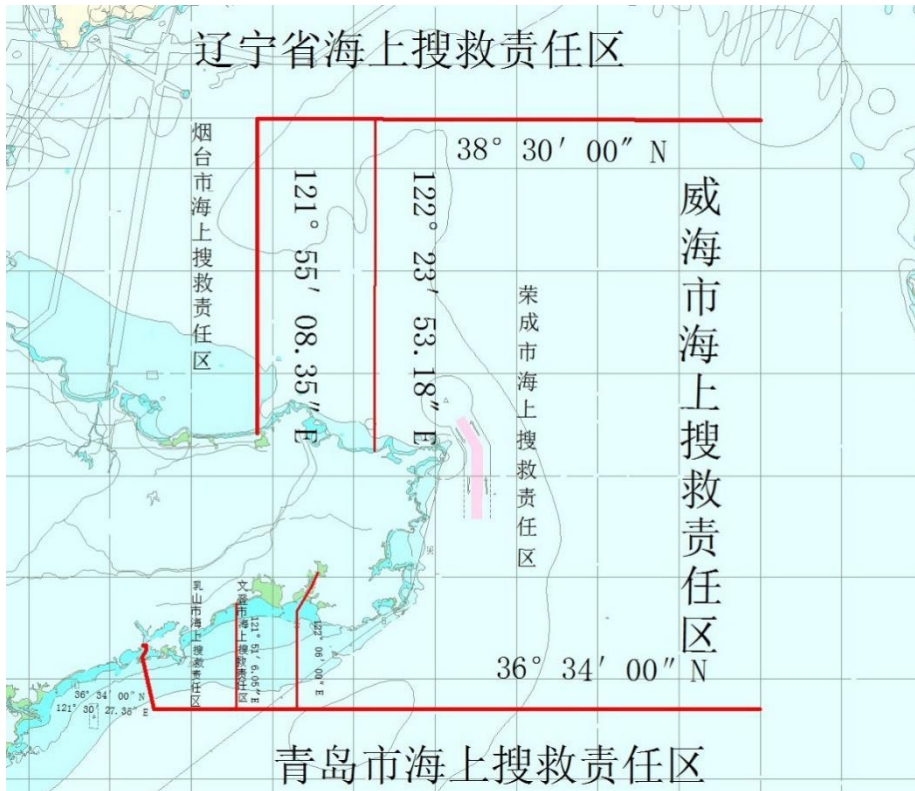 辽宁省海上搜救责任区
38° 30′ 00″ N
烟台市海上搜救责任区
121° 55′ 08.35″ E
122° 23′ 53.18″ E
荣成市海上搜救责任区
威海市海上搜救责任区
乳山市海上搜救责任区
文登市海上搜救责任区
121° 51′ 6.05″ E
122° 06′ 00″ E
36° 34′ 00″ N
36° 34′ 00″ N
121° 30′ 27.35″ E
青岛市海上搜救责任区